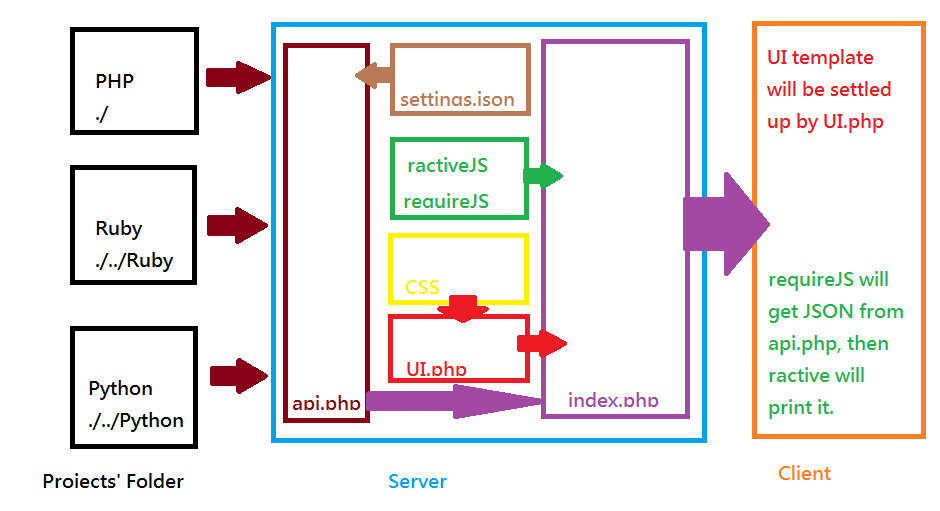 PHP
./
Ruby
./../Ruby
Python
./../Python
Projects' Folder
settings.json
ractiveJS
requireJS
CSS
UI.php
api.php
index.php
Server
UI template
will be settled
up by UI.php
requireJS will
get JSON from
api.php, then
ractive will
print it.
Client